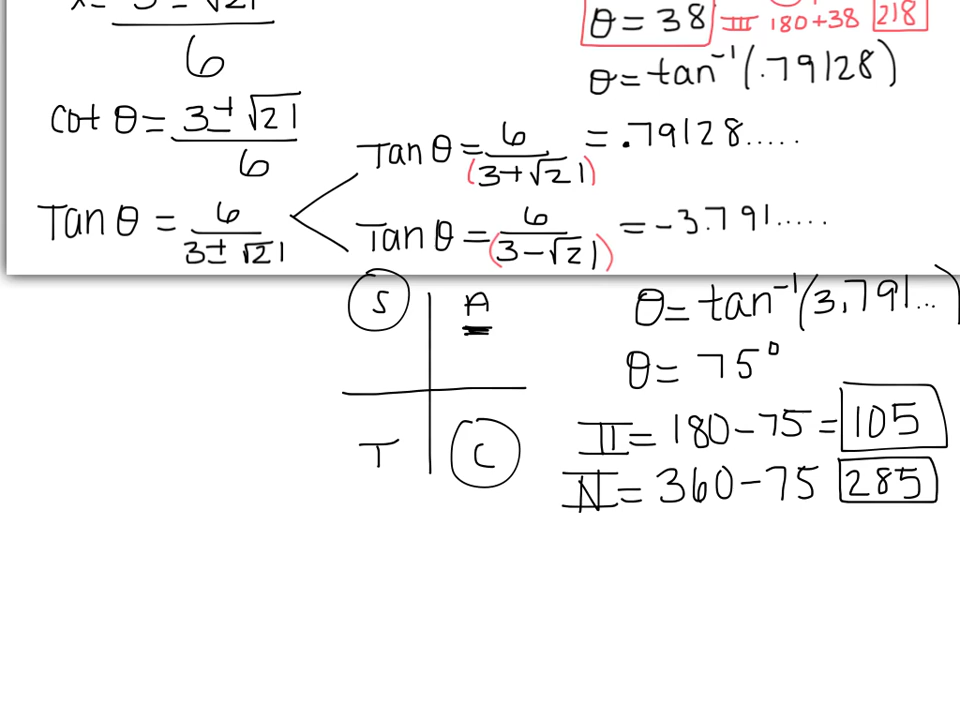 x = 3 ± √21 / 6
θ = 38 III 180+38 218
θ = tan⁻¹(.79128)
cot θ = 3 ± √21 / 6
Tan θ = 6 / (3+√21) = .79128.....
Tan θ = 6 / 3 ± √21
Tan θ = 6 / (3-√21) = -3.791.....
S A
T C
θ = tan⁻¹(3.791...)
θ = 75°
II = 180-75 = 105
IV = 360-75 285